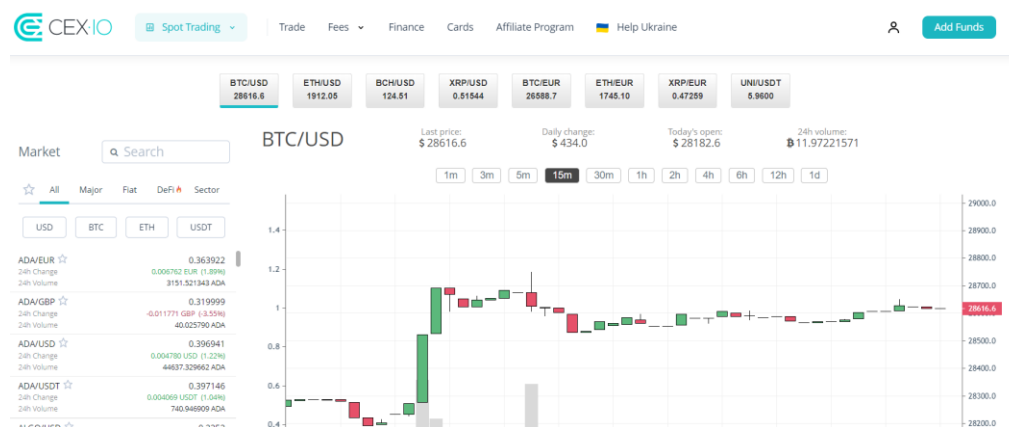 CEX·IO Spot Trading Trade Fees Finance Cards Affiliate Program Help Ukraine Add Funds
BTC/USD ETH/USD BCH/USD XRP/USD BTC/EUR ETH/EUR XRP/EUR UNI/USDT
28616.6 1912.05 124.51 0.51544 26588.7 1745.10 0.47259 5.9600
Market
Search
All Major Fiat DeFi Sector
USD BTC ETH USDT
ADA/EUR 0.363922
24h Change 0.006762 EUR (1.89%)
24h Volume 3151.521343 ADA
ADA/GBP 0.319999
24h Change -0.011771 GBP (-3.55%)
24h Volume 40.025790 ADA
ADA/USD 0.396941
24h Change 0.004780 USD (1.22%)
24h Volume 44637.329662 ADA
ADA/USDT 0.397146
24h Change 0.004069 USDT (1.04%)
24h Volume 740.946909 ADA
BTC/USD
Last price: Daily change: Today's open: 24h volume:
$ 28616.6 $ 434.0 $ 28182.6 ₿ 11.97221571
1m 3m 5m 15m 30m 1h 2h 4h 6h 12h 1d
1.4
1.2
1
0.8
0.6
0.4
29000.0
28900.0
28800.0
28700.0
28616.6
28500.0
28400.0
28300.0
28200.0